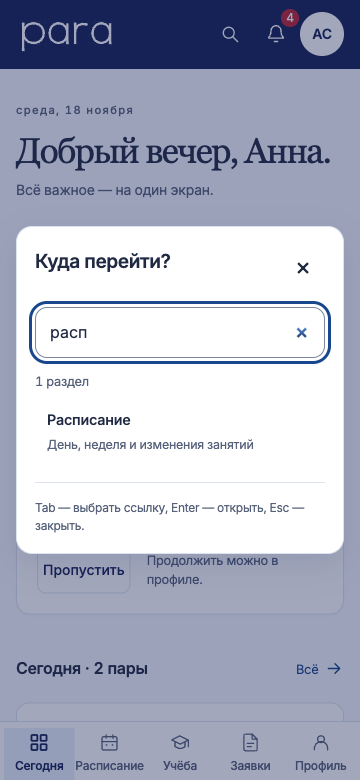 para
4
АС
среда, 18 ноября
Добрый вечер, Анна.
Всё важное — на один экран.
Куда перейти?
расп
1 раздел
Расписание
День, неделя и изменения занятий
Tab — выбрать ссылку, Enter — открыть, Esc —
закрыть.
Пропустить
Продолжить можно в
профиле.
Сегодня · 2 пары
Всё
Сегодня
Расписание
Учёба
Заявки
Профиль